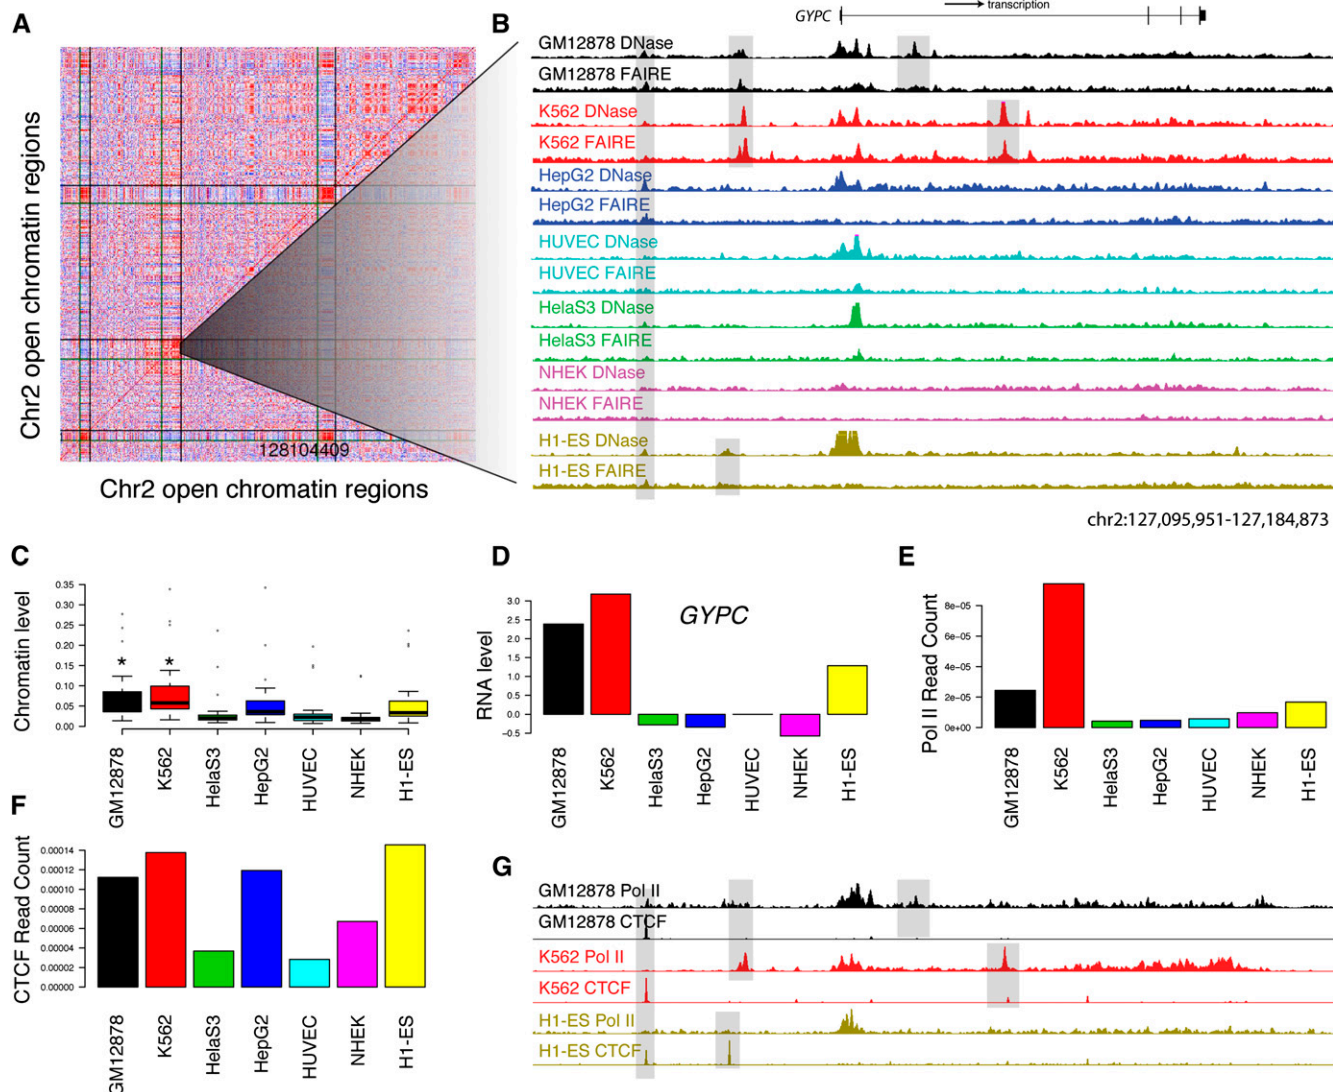 A
Chr2 open chromatin regions
128104409
Chr2 open chromatin regions
B
GYPC
transcription
GM12878 DNase
GM12878 FAIRE
K562 DNase
K562 FAIRE
HepG2 DNase
HepG2 FAIRE
HUVEC DNase
HUVEC FAIRE
HelaS3 DNase
HelaS3 FAIRE
NHEK DNase
NHEK FAIRE
H1-ES DNase
H1-ES FAIRE
chr2:127,095,951-127,184,873
C
Chromatin level
0.35
0.30
0.25
0.20
0.15
0.10
0.05
0.00
* *
GM12878
K562
HelaS3
HepG2
HUVEC
NHEK
H1-ES
D
RNA level
GYPC
3.0
2.5
2.0
1.5
1.0
0.5
0.0
−0.5
GM12878
K562
HelaS3
HepG2
HUVEC
NHEK
H1-ES
E
Pol II Read Count
8e−05
6e−05
4e−05
2e−05
0e+00
GM12878
K562
HelaS3
HepG2
HUVEC
NHEK
H1-ES
F
CTCF Read Count
0.00014
0.00012
0.00010
0.00008
0.00006
0.00004
0.00002
0.00000
GM12878
K562
HelaS3
HepG2
HUVEC
NHEK
H1-ES
G
GM12878 Pol II
GM12878 CTCF
K562 Pol II
K562 CTCF
H1-ES Pol II
H1-ES CTCF